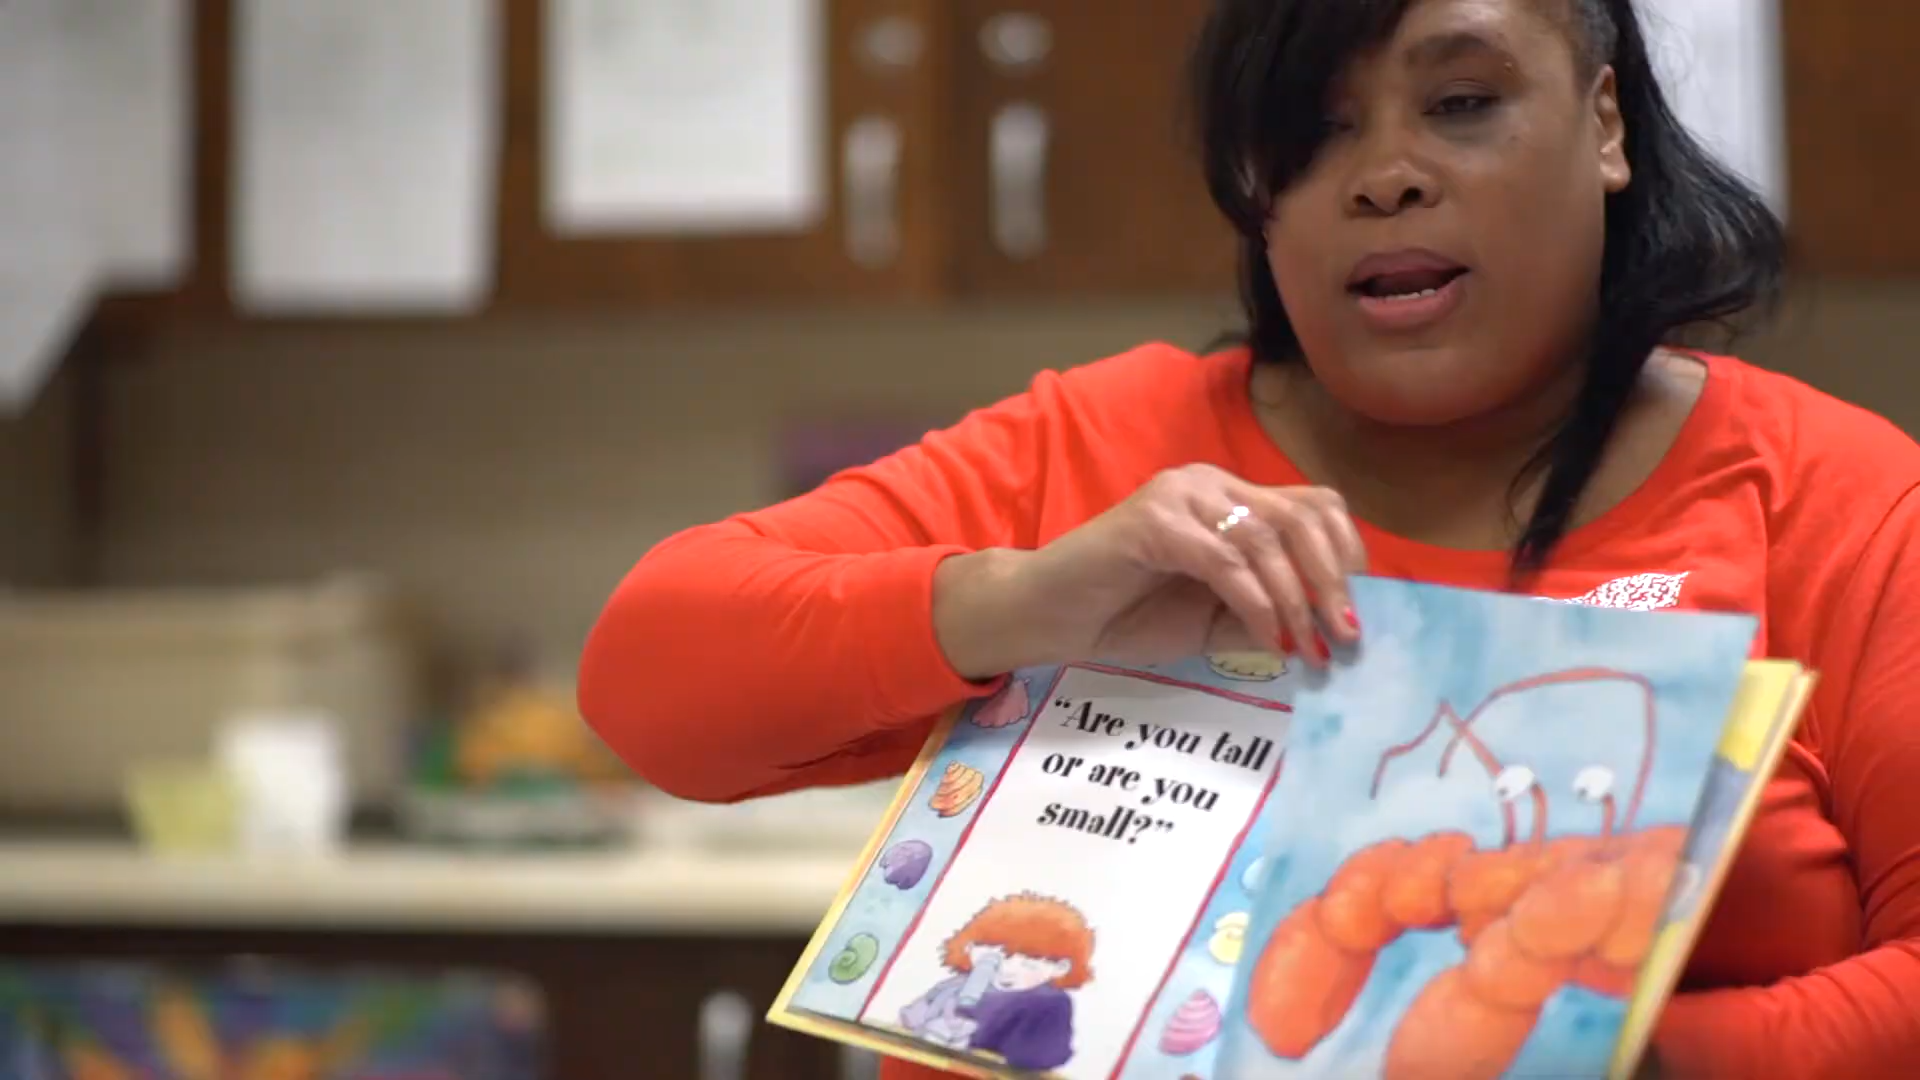 “Are you tall
or are you
small?”